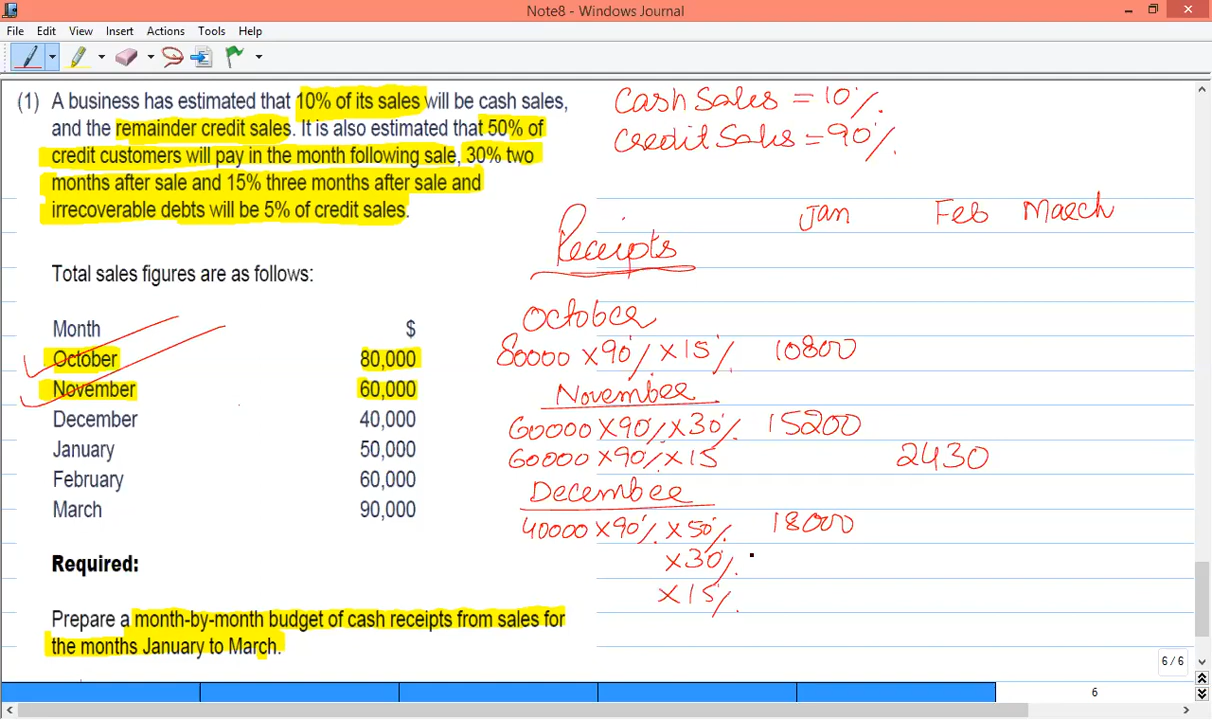 Note8 - Windows Journal
File Edit View Insert Actions Tools Help
(1) A business has estimated that 10% of its sales will be cash sales,
and the remainder credit sales. It is also estimated that 50% of
credit customers will pay in the month following sale, 30% two
months after sale and 15% three months after sale and
irrecoverable debts will be 5% of credit sales.
Total sales figures are as follows:
Month $
October 80,000
November 60,000
December 40,000
January 50,000
February 60,000
March 90,000
Required:
Prepare a month-by-month budget of cash receipts from sales for
the months January to March.
Cash Sales = 10%
Credit Sales = 90%
Jan Feb March
Receipts
October
80000 x 90% x 15% 10800
November
60000 x 90% x 30% 15200
60000 x 90% x 15 2430
December
40000 x 90% x 50% 18000
x 30%
x 15%
6 / 6
6